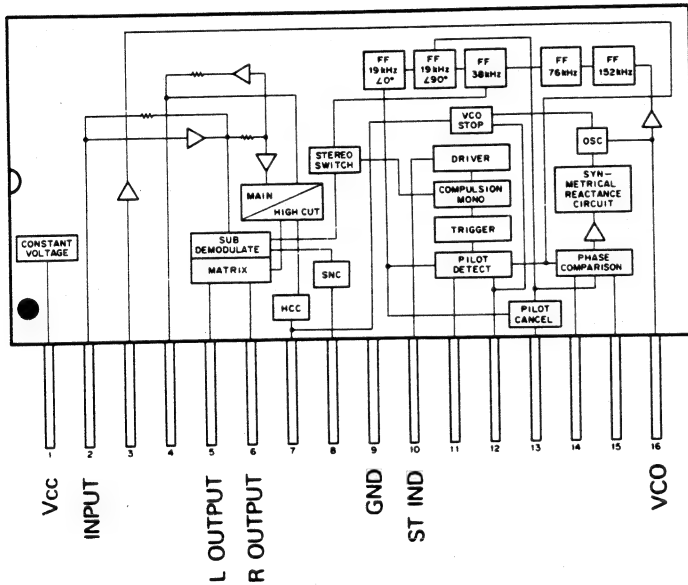 FF
19kHz
∠0°
FF
19kHz
∠90°
FF
38kHz
FF
76kHz
FF
152kHz
VCO
STOP
OSC
STEREO
SWITCH
DRIVER
SYN-
METRICAL
REACTANCE
CIRCUIT
COMPULSION
MONO
MAIN
HIGH CUT
TRIGGER
CONSTANT
VOLTAGE
SUB
DEMODULATE
MATRIX
SNC
PILOT
DETECT
PHASE
COMPARISON
HCC
PILOT
CANCEL
1 2 3 4 5 6 7 8 9 10 11 12 13 14 15 16
Vcc
INPUT
L OUTPUT
R OUTPUT
GND
ST IND
VCO